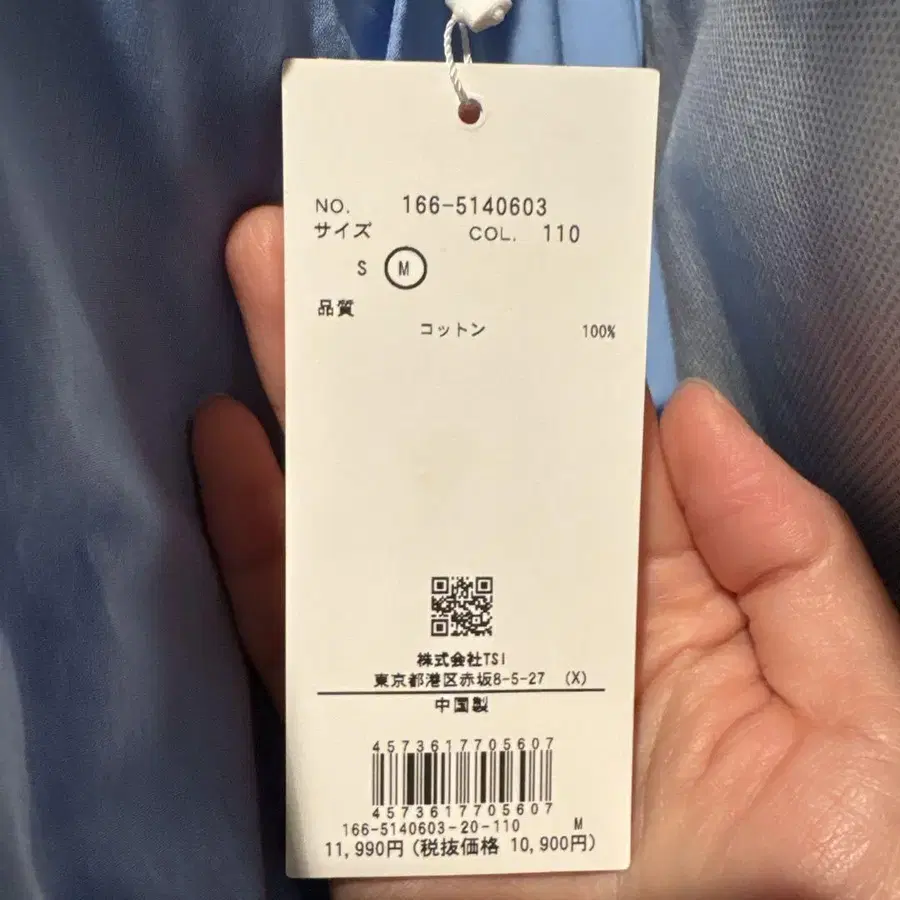 NO. 166-5140603
サイズ COL. 110
S M
品質
コットン 100%
株式会社TSI
東京都港区赤坂8-5-27 (X)
中国製
4573617705607
4573617705607
166-5140603-20-110 M
11,990円 (税抜価格 10,900円)